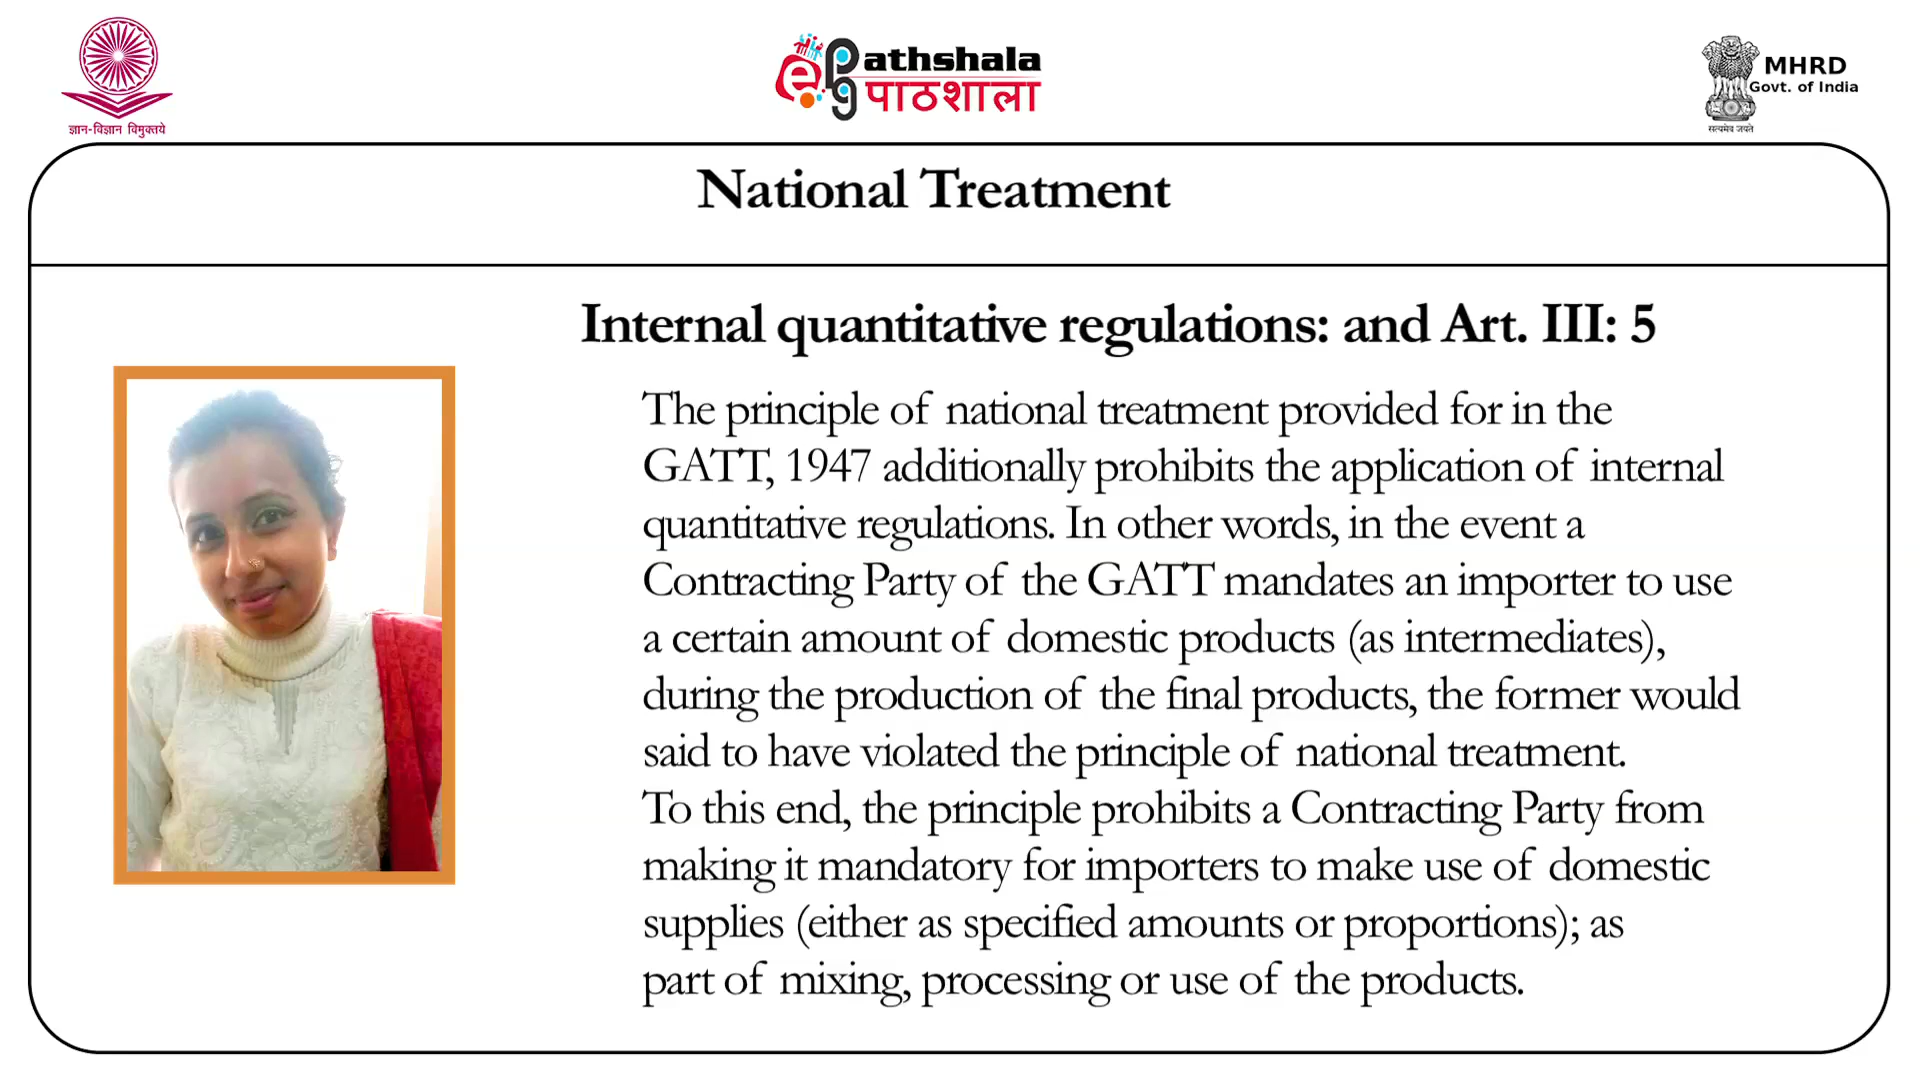 ज्ञान-विज्ञान विमुक्तये
ePathshala
पाठशाला
MHRD
Govt. of India
सत्यमेव जयते
National Treatment
Internal quantitative regulations: and Art. III: 5
The principle of national treatment provided for in the
GATT, 1947 additionally prohibits the application of internal
quantitative regulations. In other words, in the event a
Contracting Party of the GATT mandates an importer to use
a certain amount of domestic products (as intermediates),
during the production of the final products, the former would
said to have violated the principle of national treatment.
To this end, the principle prohibits a Contracting Party from
making it mandatory for importers to make use of domestic
supplies (either as specified amounts or proportions); as
part of mixing, processing or use of the products.